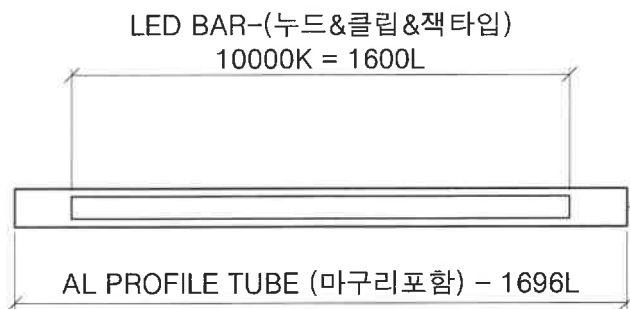 LED BAR-(누드&클립&잭타입)
10000K = 1600L
AL PROFILE TUBE (마구리포함) - 1696L